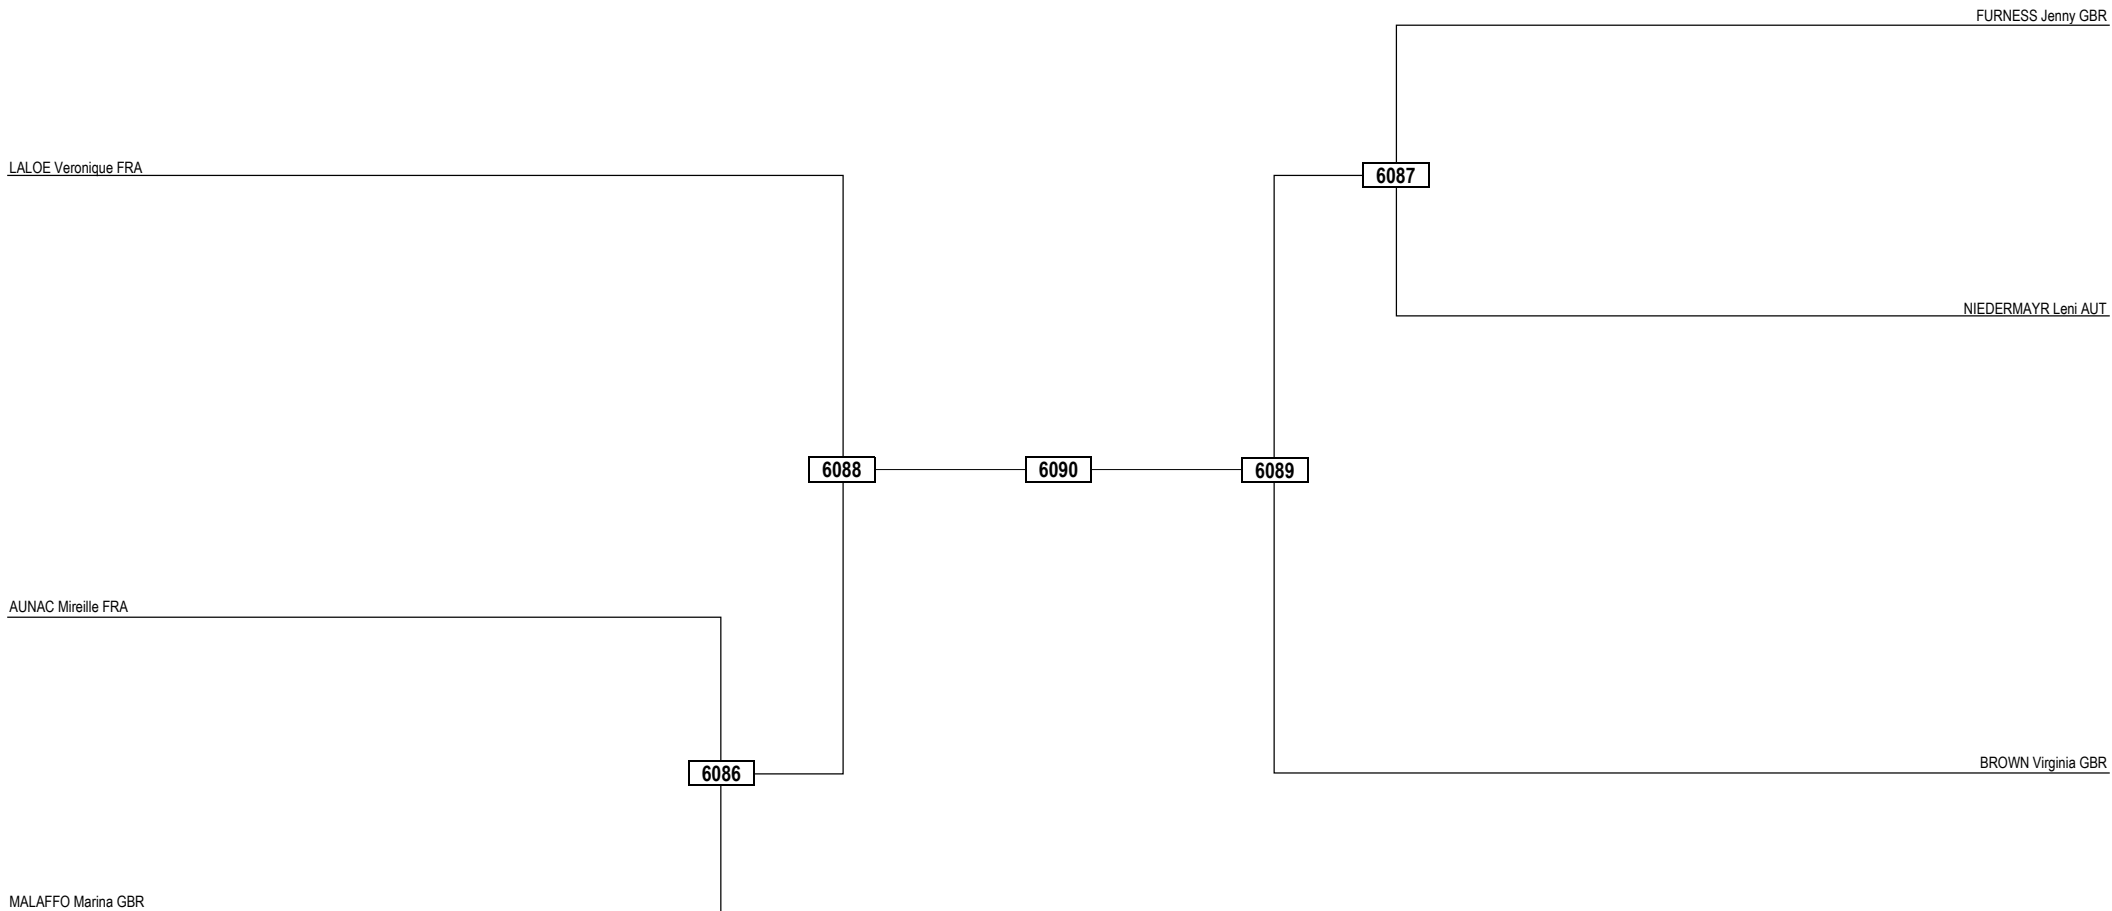 FURNESS Jenny GBR
LALOE Veronique FRA
6087
NIEDERMAYR Leni AUT
6088
6090
6089
AUNAC Mireille FRA
BROWN Virginia GBR
6086
MALAFFO Marina GBR